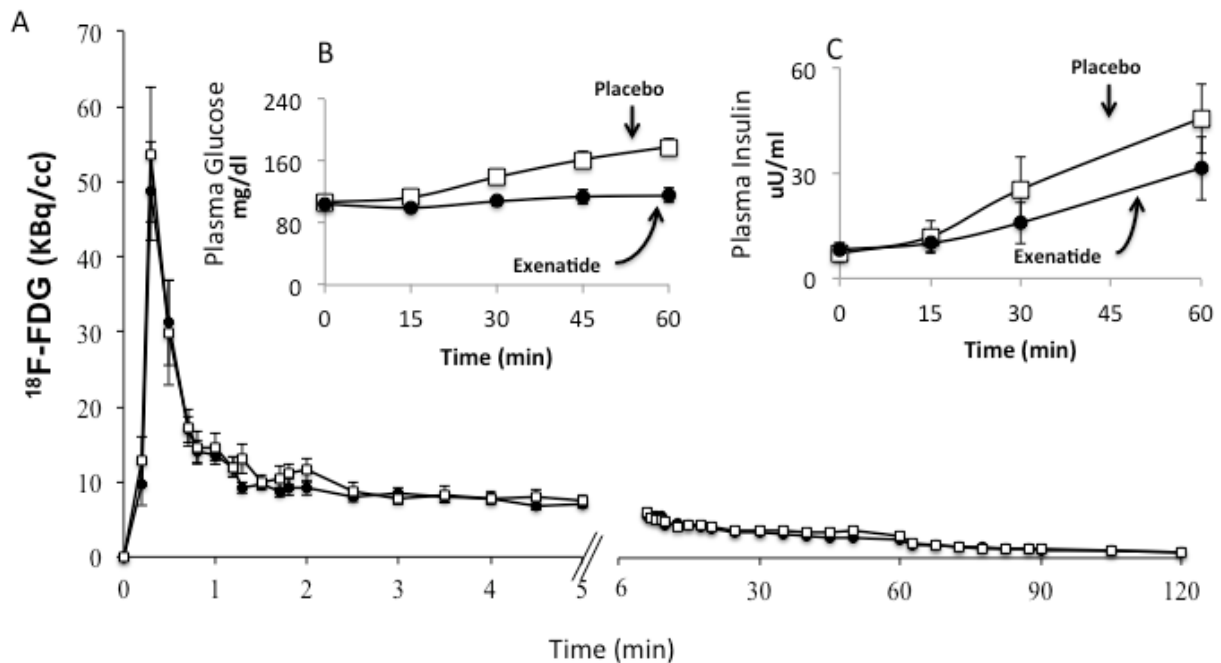 A
70
60
50
40
30
20
10
0
¹⁸F-FDG (KBq/cc)
0 1 2 3 4 5 6 30 60 90 120
Time (min)
B
Plasma Glucose
mg/dl
240
160
80
0
0 15 30 45 60
Time (min)
Placebo
Exenatide
C
Plasma Insulin
uU/ml
60
30
0
0 15 30 45 60
Time (min)
Placebo
Exenatide